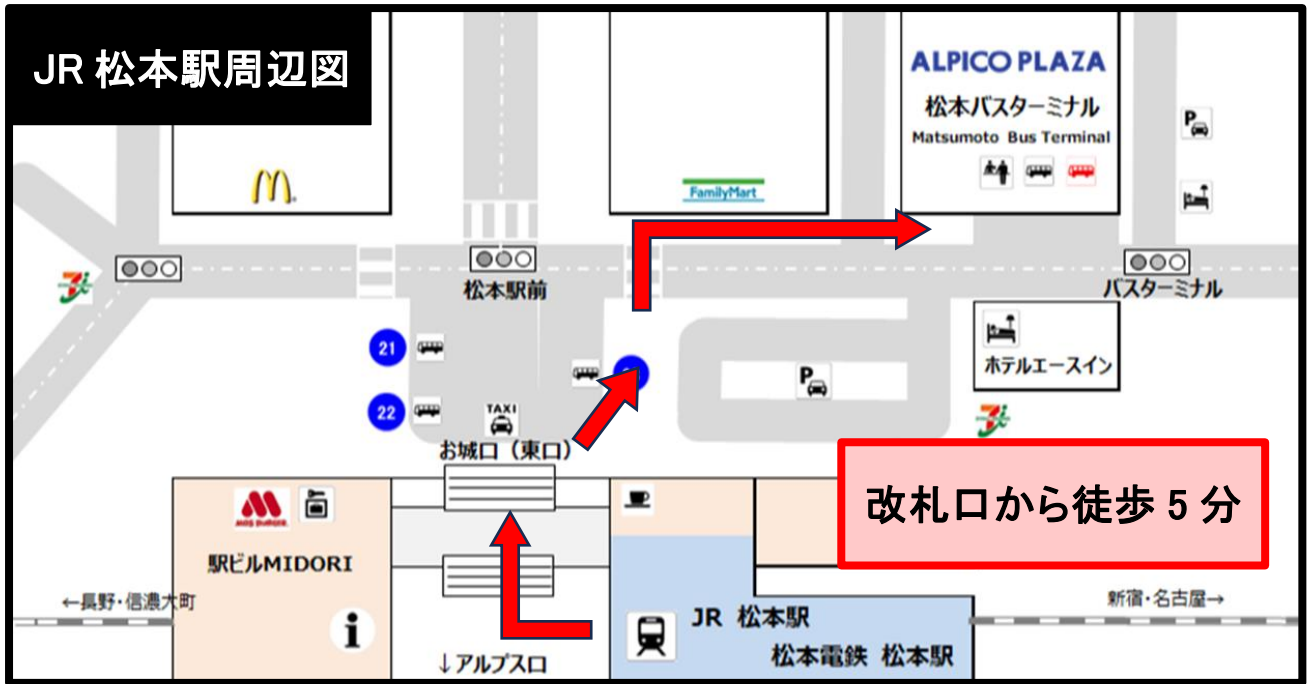 JR 松本駅周辺図
ALPICO PLAZA
松本バスターミナル
Matsumoto Bus Terminal
P
FamilyMart
松本駅前
バスターミナル
21
22
TAXI
P
ホテルエースイン
お城口（東口）
改札口から徒歩 5 分
MOS BURGER
駅ビルMIDORI
←長野・信濃大町
i
↓アルプス口
JR 松本駅
松本電鉄 松本駅
新宿・名古屋→